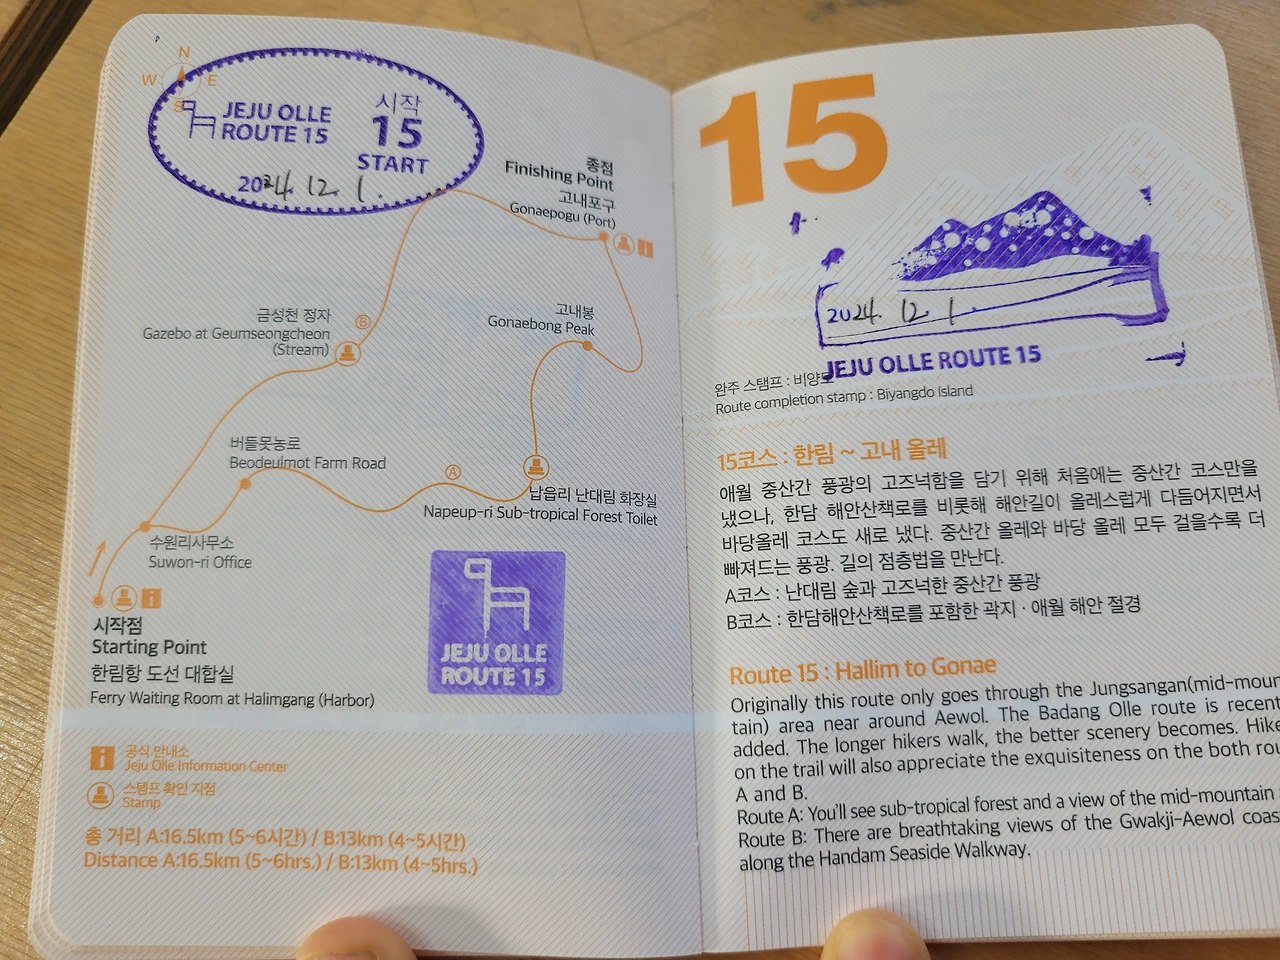 N
W E
S
JEJU OLLE
ROUTE 15
시작
15
START
2024. 12. 1.
종점
Finishing Point
고내포구
Gonaepogu (Port)
금성천 정자
Gazebo at Geumseongcheon
(Stream)
B
고내봉
Gonaebong Peak
버들못농로
Beodeulmot Farm Road
A
납읍리 난대림 화장실
Napeup-ri Sub-tropical Forest Toilet
수원리사무소
Suwon-ri Office
시작점
Starting Point
한림항 도선 대합실
Ferry Waiting Room at Halimgang (Harbor)
JEJU OLLE
ROUTE 15
공식 안내소
Jeju Olle Information Center
스탬프 확인 지점
Stamp
총 거리 A:16.5km (5~6시간) / B:13km (4~5시간)
Distance A:16.5km (5~6hrs.) / B:13km (4~5hrs.)
15
2024. 12. 1
JEJU OLLE ROUTE 15
완주 스탬프 : 비양도
Route completion stamp : Biyangdo Island
15코스 : 한림 ~ 고내 올레
애월 중산간 풍광의 고즈넉함을 담기 위해 처음에는 중산간 코스만을
냈으나, 한담 해안산책로를 비롯해 해안길이 올레스럽게 다듬어지면서
바당올레 코스도 새로 냈다. 중산간 올레와 바당 올레 모두 걸을수록 더
빠져드는 풍광. 길의 점층법을 만난다.
A코스 : 난대림 숲과 고즈넉한 중산간 풍광
B코스 : 한담해안산책로를 포함한 곽지 · 애월 해안 절경
Route 15 : Hallim to Gonae
Originally this route only goes through the Jungsangan(mid-moun
tain) area near around Aewol. The Badang Olle route is recent
added. The longer hikers walk, the better scenery becomes. Hike
on the trail will also appreciate the exquisiteness on the both rou
A and B.
Route A: You'll see sub-tropical forest and a view of the mid-mountain
Route B: There are breathtaking views of the Gwakji-Aewol coas
along the Handam Seaside Walkway.